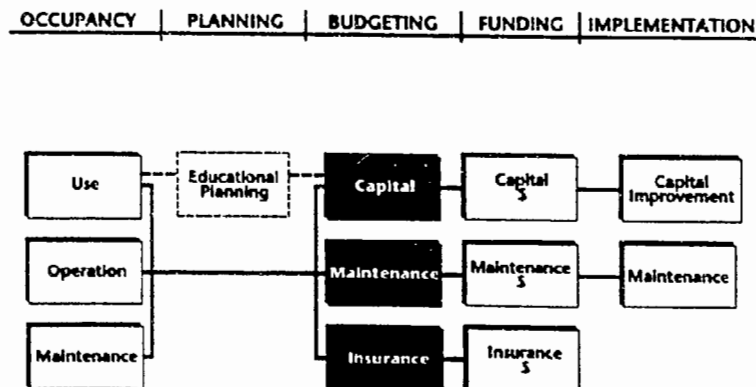 OCCUPANCY PLANNING BUDGETING FUNDING IMPLEMENTATION
Use
Educational
Planning
Capital
Capital
$
Capital
Improvement
Operation
Maintenance
Maintenance
$
Maintenance
Maintenance
Insurance
Insurance
$